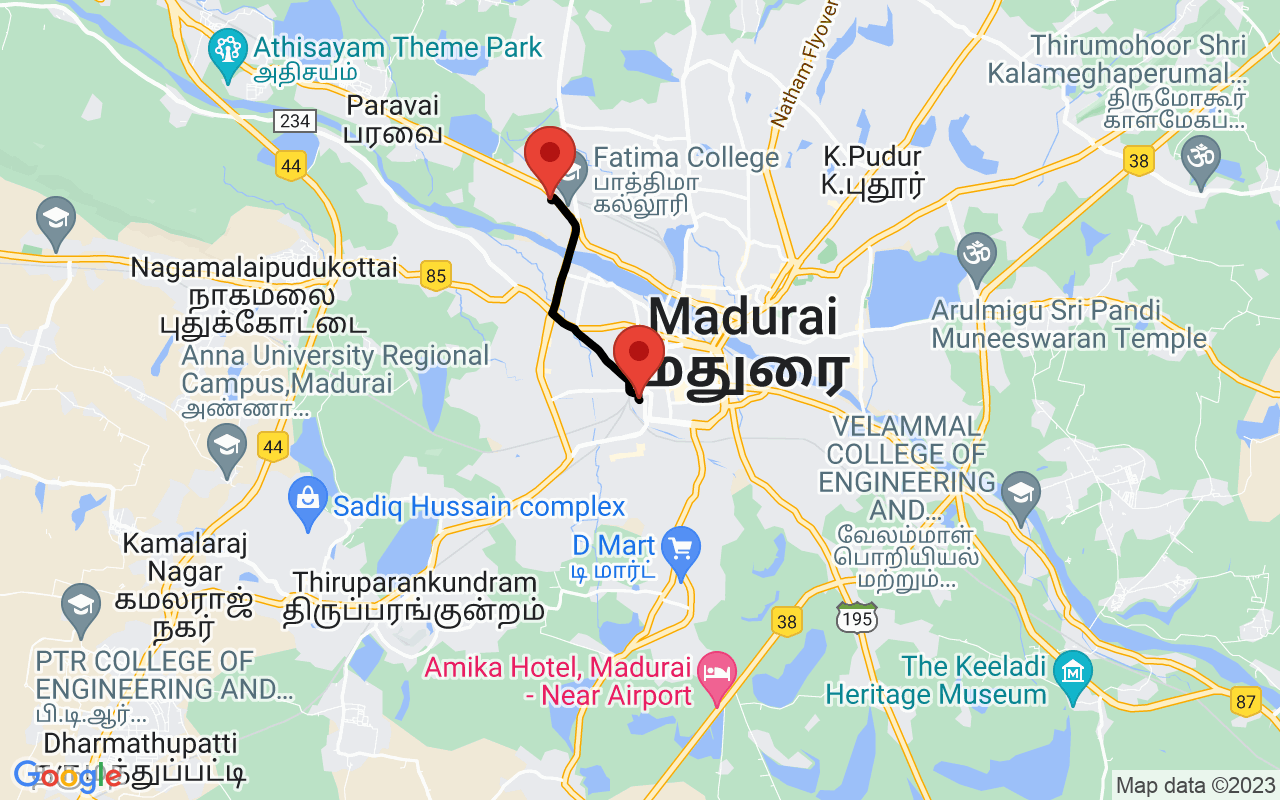 Athisayam Theme Park
அதிசயம்
Thirumohoor Shri
Kalameghaperumal...
திருமோகூர்
காளமேகப்...
Paravai
பரவை
234
44
Natham Flyover
Fatima College
பாத்திமா
கல்லூரி
K.Pudur
K.புதூர்
38
Nagamalaipudukottai
நாகமலை
புதுக்கோட்டை
85
Madurai
மதுரை
Arulmigu Sri Pandi
Muneeswaran Temple
Anna University Regional
Campus,Madurai
அண்ணா...
44
VELAMMAL
COLLEGE OF
ENGINEERING
AND...
வேலம்மாள்
பொறியியல்
மற்றும்...
Sadiq Hussain complex
D Mart
டி மார்ட்
Kamalaraj
Nagar
கமலராஜ்
நகர்
Thiruparankundram
திருப்பரங்குன்றம்
38
195
PTR COLLEGE OF
ENGINEERING AND...
பி.டி.ஆர்...
Amika Hotel, Madurai
- Near Airport
The Keeladi
Heritage Museum
87
Dharmathupatti
Google
Map data ©2023